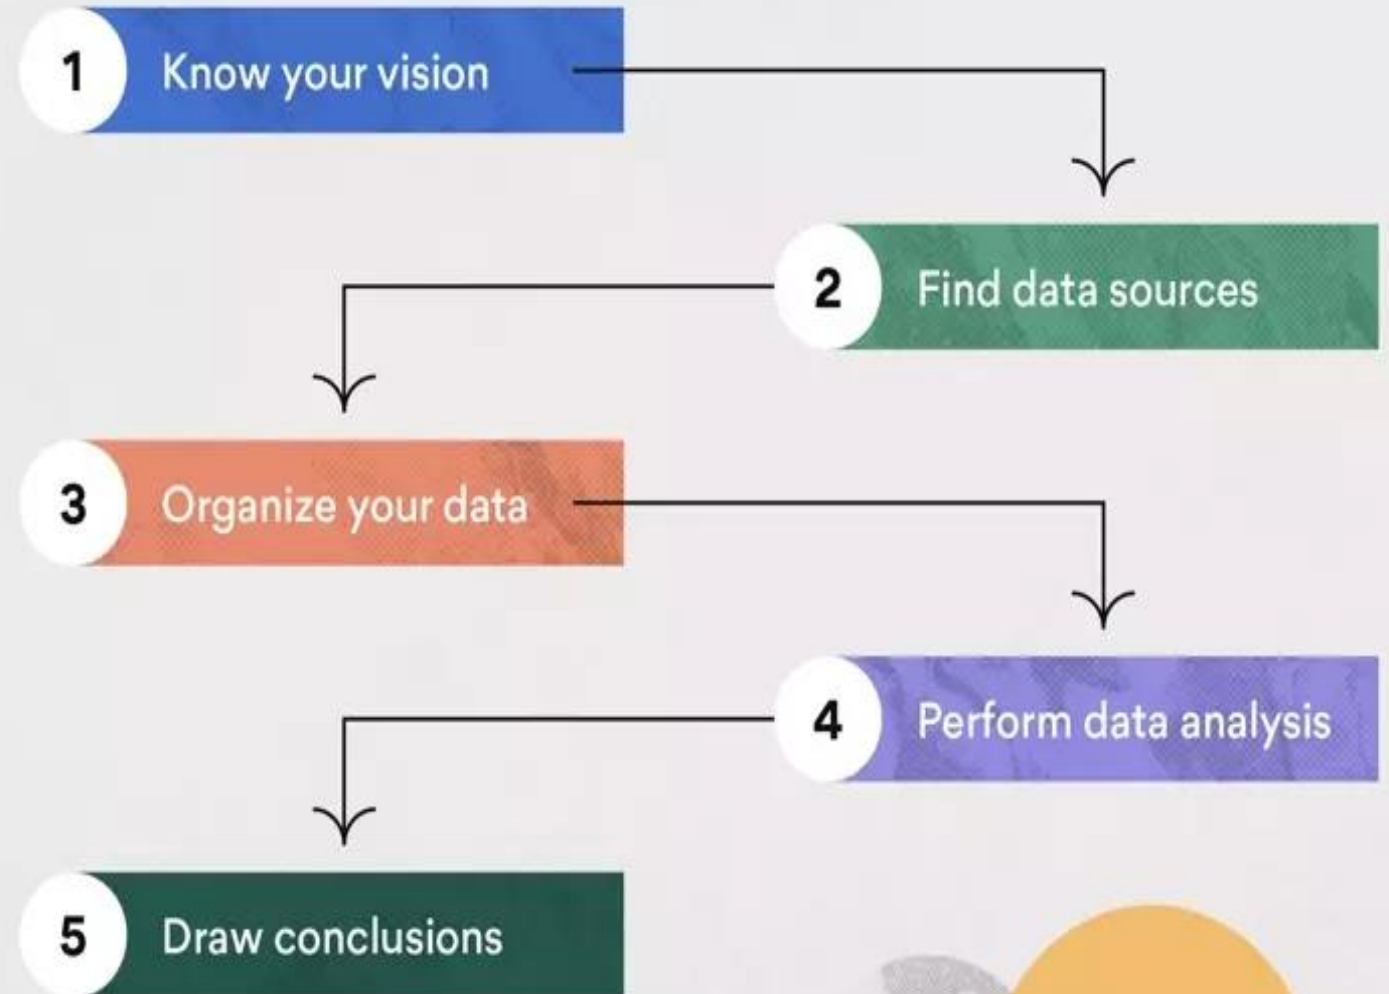 1 Know your vision
2 Find data sources
3 Organize your data
4 Perform data analysis
5 Draw conclusions